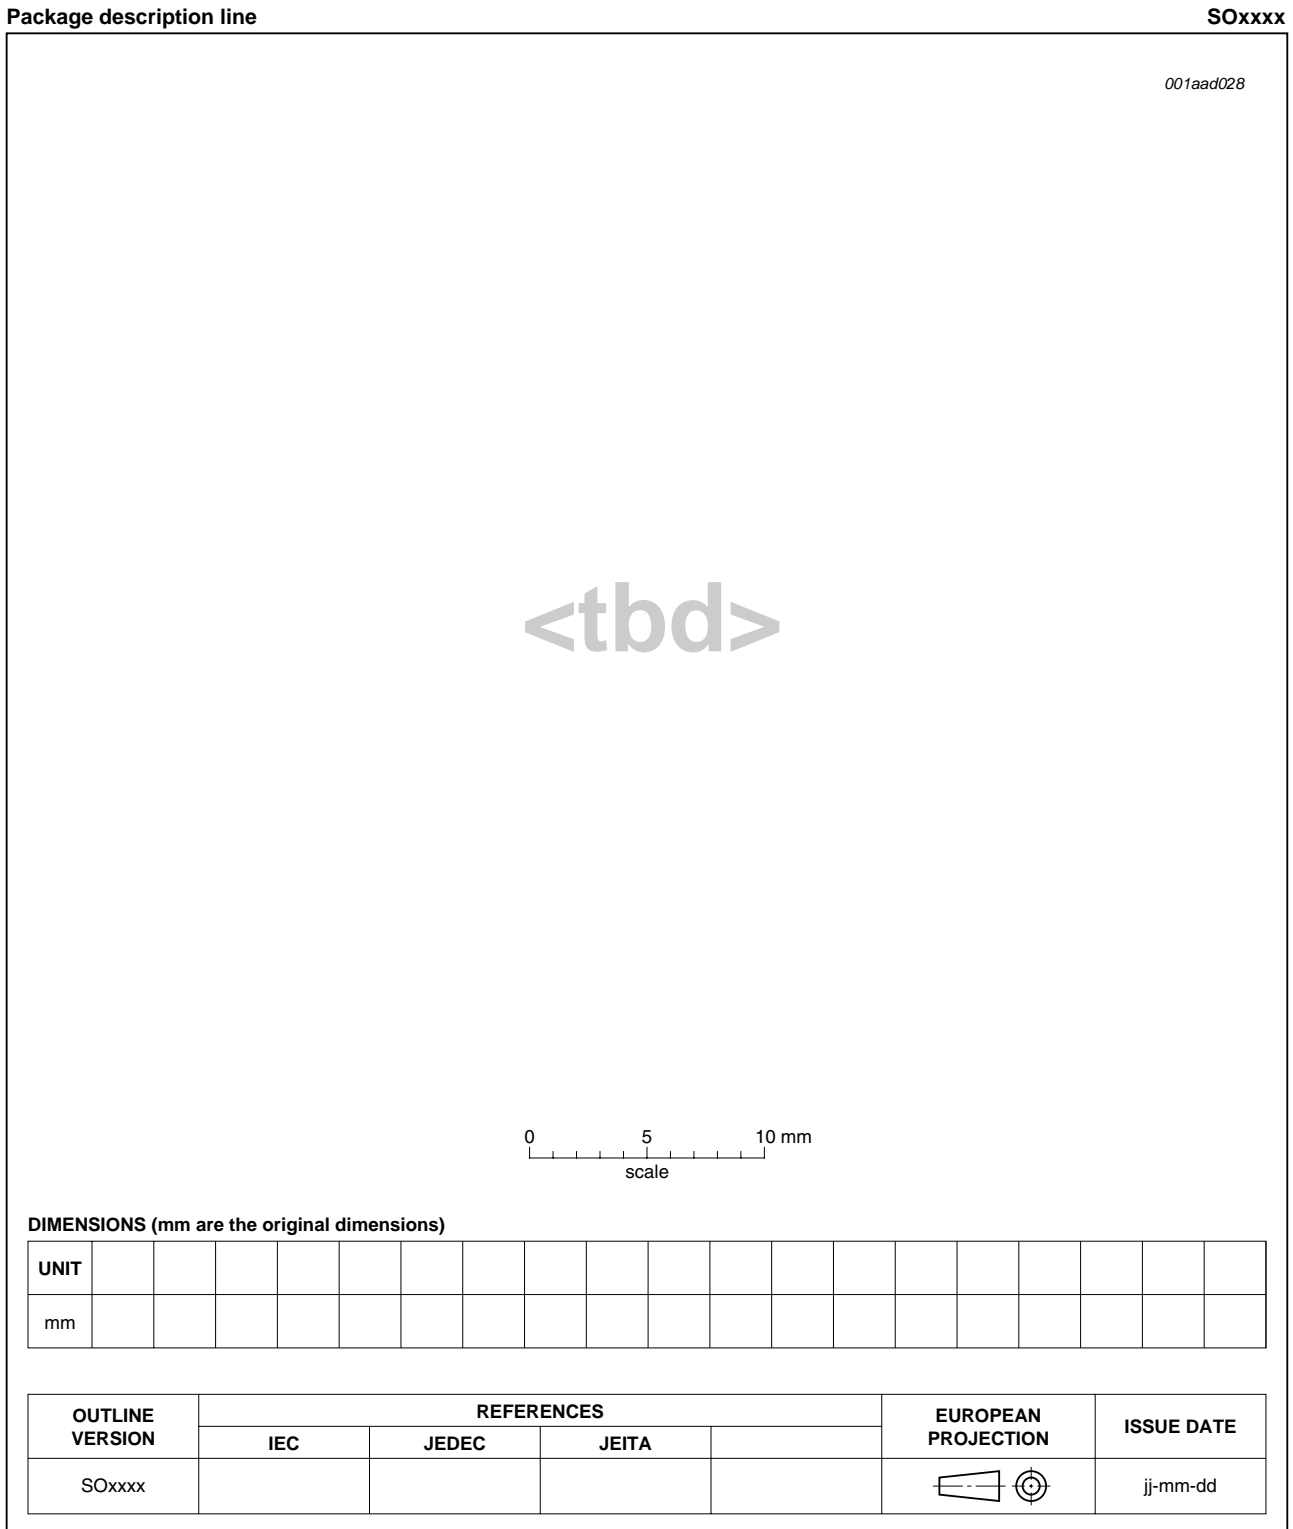 Package description line SOxxxx
001aad028
<tbd>
0 5 10 mm
scale
DIMENSIONS (mm are the original dimensions)
UNIT
mm
OUTLINE VERSION REFERENCES EUROPEAN PROJECTION ISSUE DATE
IEC JEDEC JEITA
SOxxxx jj-mm-dd